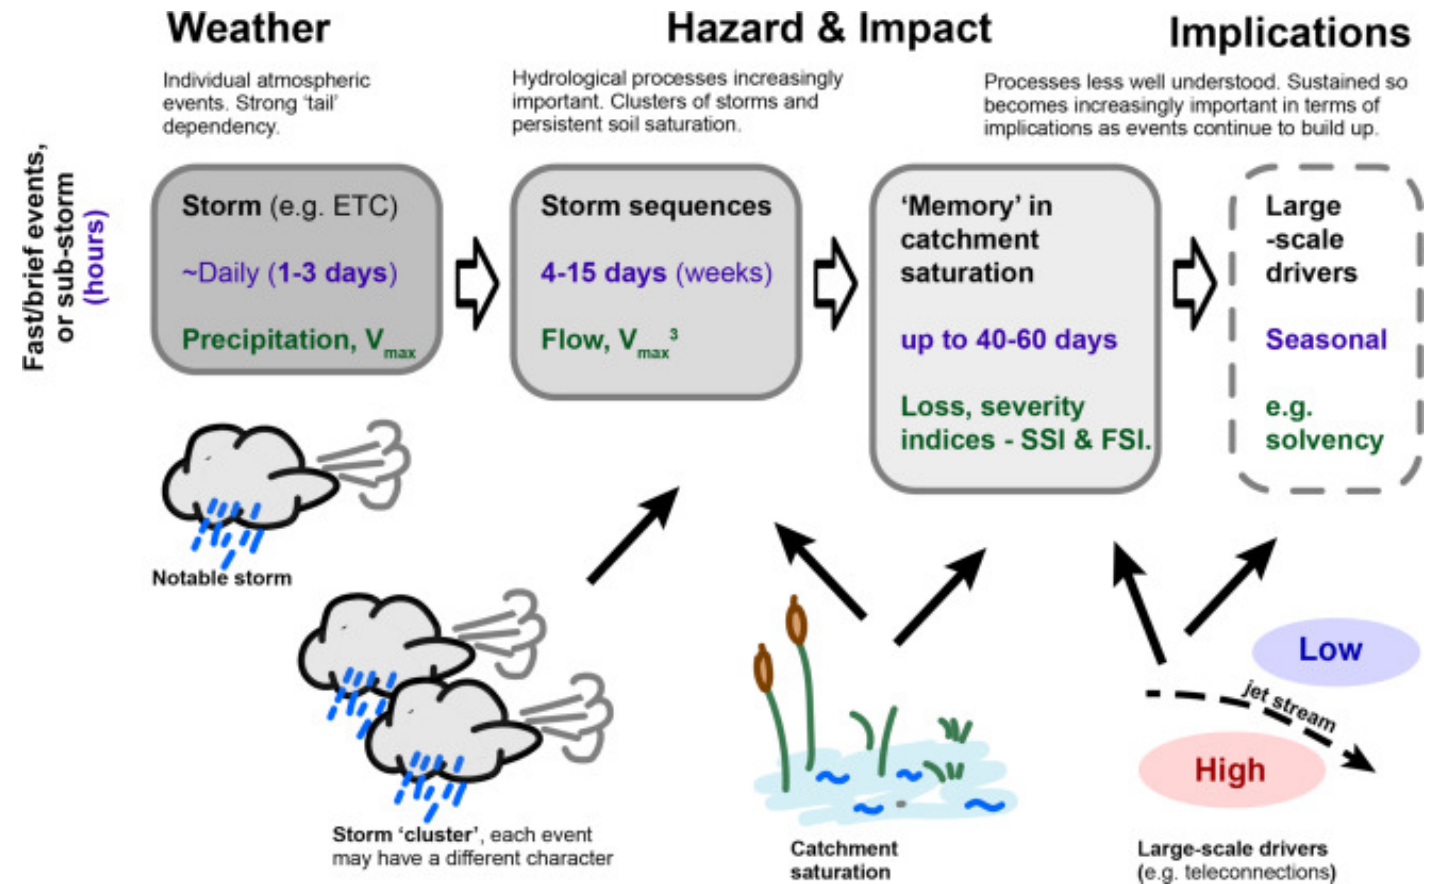 Weather
Hazard & Impact
Implications
Individual atmospheric
events. Strong ‘tail’
dependency.
Hydrological processes increasingly
important. Clusters of storms and
persistent soil saturation.
Processes less well understood. Sustained so
becomes increasingly important in terms of
implications as events continue to build up.
Fast/brief events,
or sub-storm
(hours)
Storm (e.g. ETC)
~Daily (1-3 days)
Precipitation, Vmax
Storm sequences
4-15 days (weeks)
Flow, Vmax³
‘Memory’ in
catchment
saturation
up to 40-60 days
Loss, severity
indices - SSI & FSI.
Large
-scale
drivers
Seasonal
e.g.
solvency
Notable storm
Storm ‘cluster’, each event
may have a different character
Catchment
saturation
Low
jet stream
High
Large-scale drivers
(e.g. teleconnections)